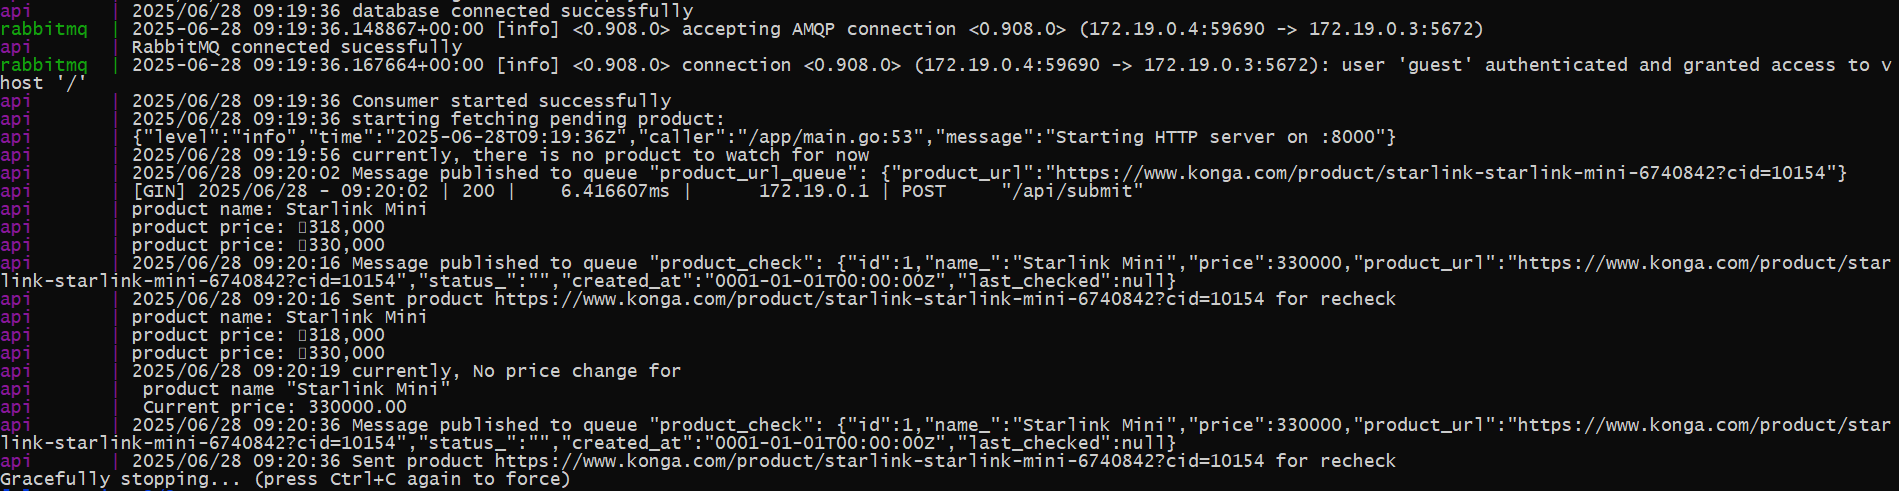 api       | 2025/06/28 09:19:36 database connected successfully
rabbitmq  | 2025-06-28 09:19:36.148867+00:00 [info] <0.908.0> accepting AMQP connection <0.908.0> (172.19.0.4:59690 -> 172.19.0.3:5672)
api       | RabbitMQ connected sucessfully
rabbitmq  | 2025-06-28 09:19:36.167664+00:00 [info] <0.908.0> connection <0.908.0> (172.19.0.4:59690 -> 172.19.0.3:5672): user 'guest' authenticated and granted access to v
host '/'
api       | 2025/06/28 09:19:36 Consumer started successfully
api       | 2025/06/28 09:19:36 starting fetching pending product:
api       | {"level":"info","time":"2025-06-28T09:19:36Z","caller":"/app/main.go:53","message":"Starting HTTP server on :8000"}
api       | 2025/06/28 09:19:56 currently, there is no product to watch for now
api       | 2025/06/28 09:20:02 Message published to queue "product_url_queue": {"product_url":"https://www.konga.com/product/starlink-starlink-mini-6740842?cid=10154"}
api       | [GIN] 2025/06/28 - 09:20:02 | 200 |    6.416607ms |      172.19.0.1 | POST     "/api/submit"
api       | product name: Starlink Mini
api       | product price: 318,000
api       | product price: 330,000
api       | 2025/06/28 09:20:16 Message published to queue "product_check": {"id":1,"name_":"Starlink Mini","price":330000,"product_url":"https://www.konga.com/product/star
link-starlink-mini-6740842?cid=10154","status_":"","created_at":"0001-01-01T00:00:00Z","last_checked":null}
api       | 2025/06/28 09:20:16 Sent product https://www.konga.com/product/starlink-starlink-mini-6740842?cid=10154 for recheck
api       | product name: Starlink Mini
api       | product price: 318,000
api       | product price: 330,000
api       | 2025/06/28 09:20:19 currently, No price change for
api       |  product name "Starlink Mini"
api       |  Current price: 330000.00
api       | 2025/06/28 09:20:36 Message published to queue "product_check": {"id":1,"name_":"Starlink Mini","price":330000,"product_url":"https://www.konga.com/product/star
link-starlink-mini-6740842?cid=10154","status_":"","created_at":"0001-01-01T00:00:00Z","last_checked":null}
api       | 2025/06/28 09:20:36 Sent product https://www.konga.com/product/starlink-starlink-mini-6740842?cid=10154 for recheck
Gracefully stopping... (press Ctrl+C again to force)